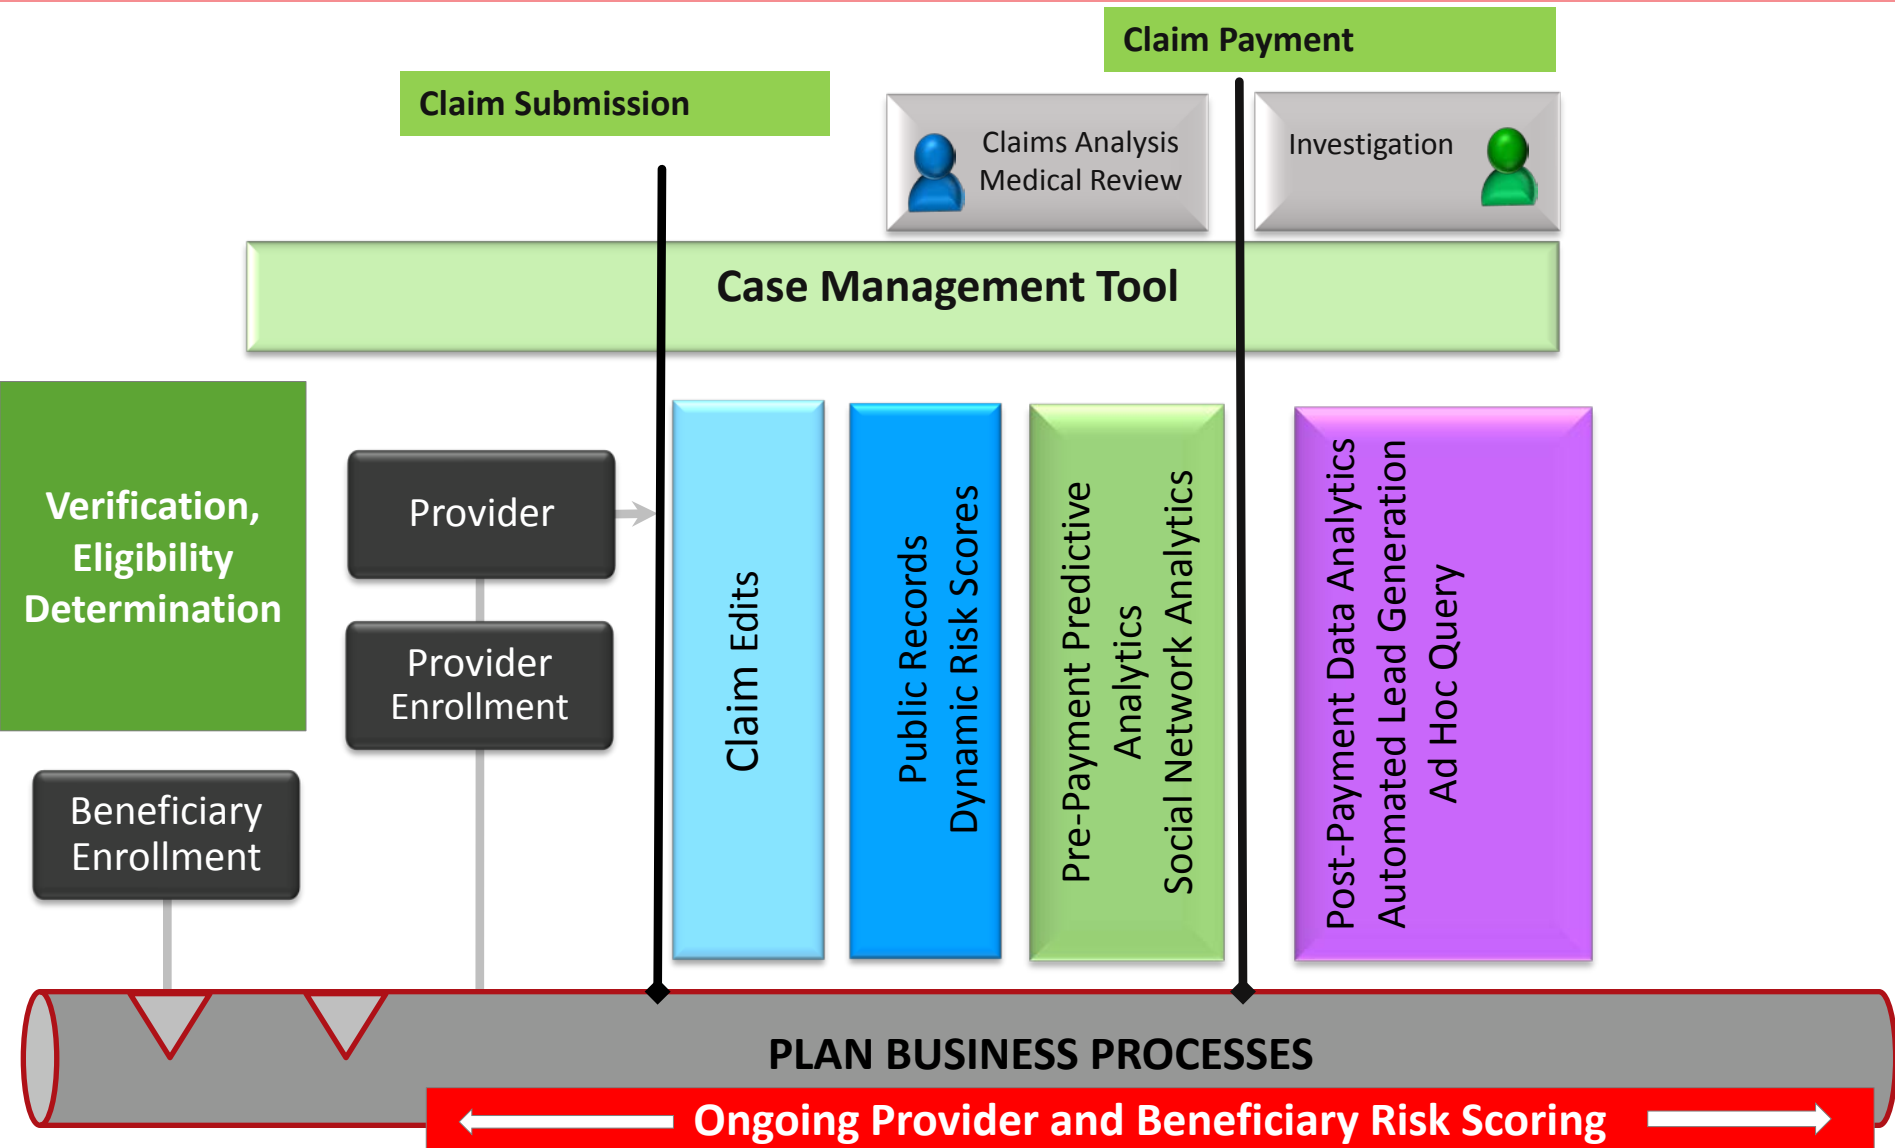 Claim Payment
Claim Submission
Claims Analysis
Medical Review
Investigation
Case Management Tool
Verification,
Eligibility
Determination
Provider
Provider
Enrollment
Beneficiary
Enrollment
Claim Edits
Public Records
Dynamic Risk Scores
Pre-Payment Predictive
Analytics
Social Network Analytics
Post-Payment Data Analytics
Automated Lead Generation
Ad Hoc Query
PLAN BUSINESS PROCESSES
Ongoing Provider and Beneficiary Risk Scoring